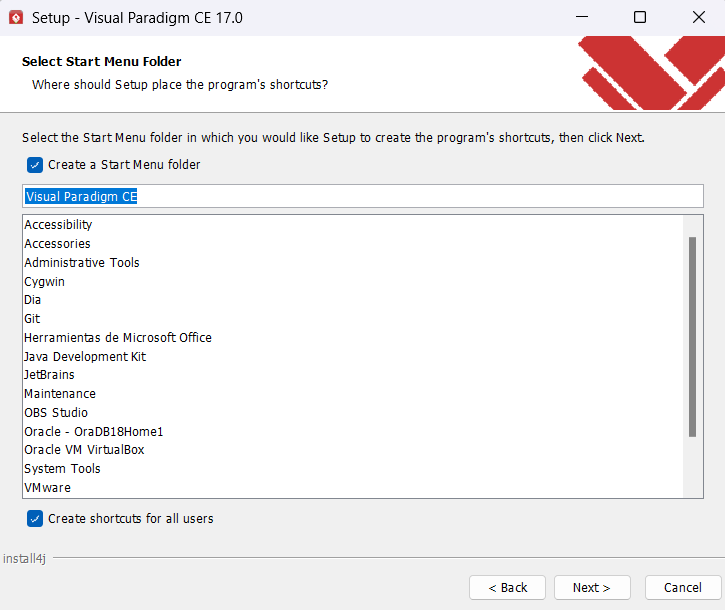 Setup - Visual Paradigm CE 17.0
Select Start Menu Folder
Where should Setup place the program's shortcuts?
Select the Start Menu folder in which you would like Setup to create the program's shortcuts, then click Next.
Create a Start Menu folder
Visual Paradigm CE
Accessibility
Accessories
Administrative Tools
Cygwin
Dia
Git
Herramientas de Microsoft Office
Java Development Kit
JetBrains
Maintenance
OBS Studio
Oracle - OraDB18Home1
Oracle VM VirtualBox
System Tools
VMware
Create shortcuts for all users
install4j
< Back Next > Cancel